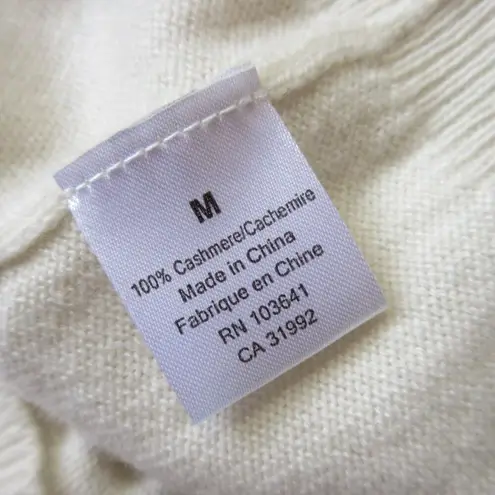 M
100% Cashmere/Cachemire
Made in China
Fabrique en Chine
RN 103641
CA 31992